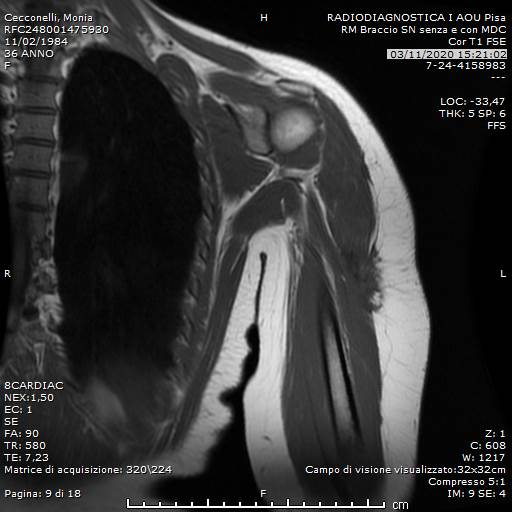 Cecconelli, Monia
RFC248001475930
11/02/1984
36 ANNO
F
H
RADIODIAGNOSTICA I AOU Pisa
RM Braccio SN senza e con MDC
Cor T1 FSE
03/11/2020 15:21:02
7-24-4158983
---
LOC: -33,47
THK: 5 SP: 6
FFS
R
L
8CARDIAC
NEX:1,50
EC: 1
SE
FA: 90
TR: 580
TE: 7,23
Matrice di acquisizione: 320\224
Pagina: 9 di 18
F
cm
Z: 1
C: 608
W: 1217
Campo di visione visualizzato:32x32cm
Compresso 5:1
IM: 9 SE: 4